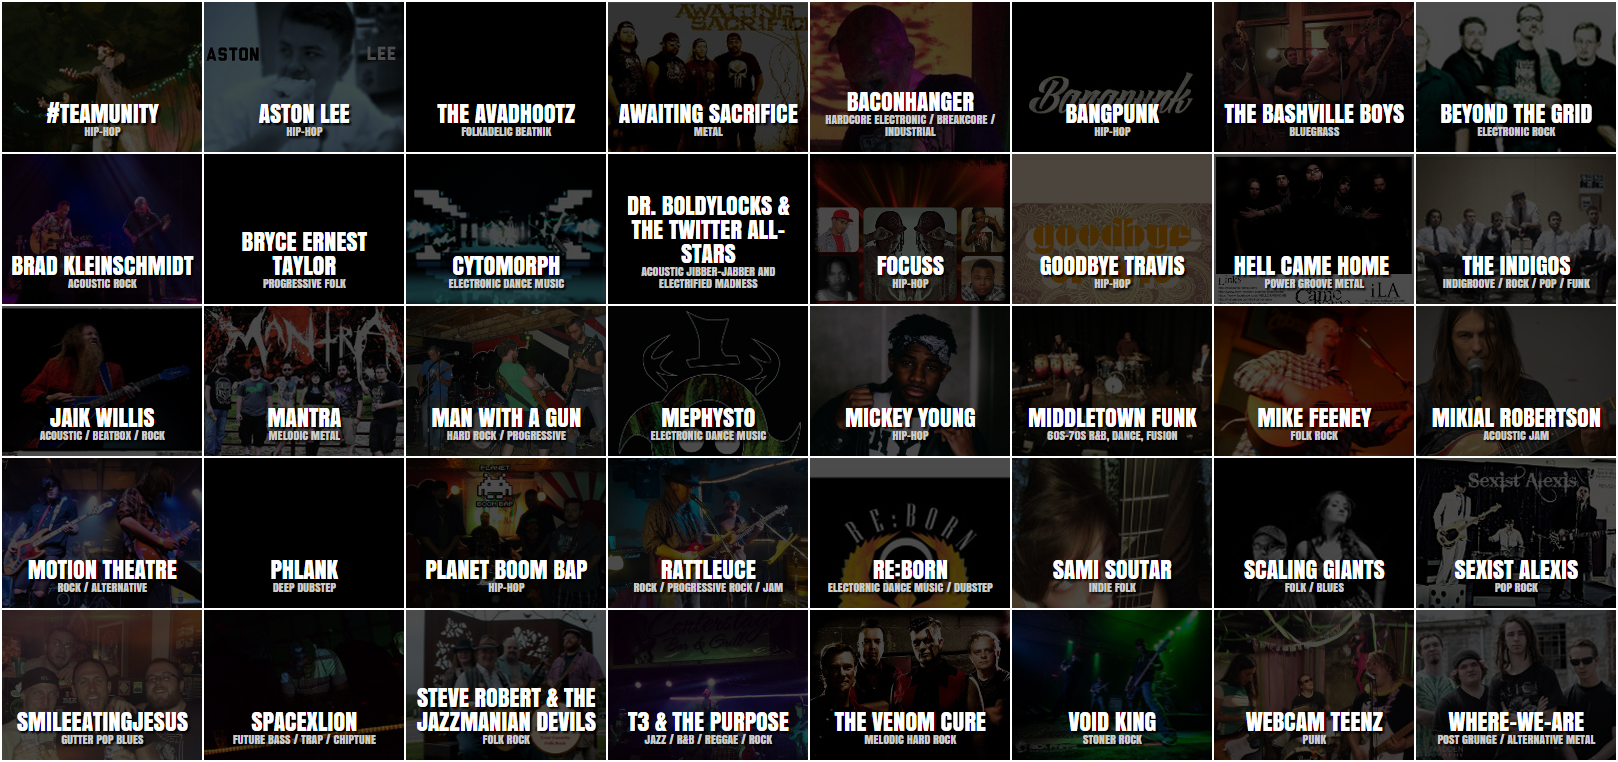 AWAITING
SACRIFICE
ASTON LEE
#TEAMUNITY
HIP-HOP
ASTON LEE
HIP-HOP
THE AVADHOOTZ
FOLKADELIC BEATNIK
AWAITING SACRIFICE
METAL
BACONHANGER
HARDCORE ELECTRONIC / BREAKCORE /
INDUSTRIAL
Bangpunk
BANGPUNK
HIP-HOP
THE BASHVILLE BOYS
BLUEGRASS
BEYOND THE GRID
ELECTRONIC ROCK
BRAD KLEINSCHMIDT
ACOUSTIC ROCK
BRYCE ERNEST
TAYLOR
PROGRESSIVE FOLK
CYTOMORPH
ELECTRONIC DANCE MUSIC
DR. BOLDYLOCKS &
THE TWITTER ALL-
STARS
ACOUSTIC JIBBER-JABBER AND
ELECTRIFIED MADNESS
FOCUSS
HIP-HOP
goodbye
GOODBYE TRAVIS
HIP-HOP
HELL CAME HOME
POWER GROOVE METAL
Links
Came
iLA
THE INDIGOS
INDIGROOVE / ROCK / POP / FUNK
JAIK WILLIS
ACOUSTIC / BEATBOX / ROCK
MANTRA
MANTRA
MELODIC METAL
MAN WITH A GUN
HARD ROCK / PROGRESSIVE
MEPHYSTO
ELECTRONIC DANCE MUSIC
MICKEY YOUNG
HIP-HOP
MIDDLETOWN FUNK
60S-70S R&B, DANCE, FUSION
MIKE FEENEY
FOLK ROCK
MIKIAL ROBERTSON
ACOUSTIC JAM
MOTION THEATRE
ROCK / ALTERNATIVE
PHLANK
DEEP DUBSTEP
PLANET
BOOM BAP
PLANET BOOM BAP
HIP-HOP
RATTLEUCE
ROCK / PROGRESSIVE ROCK / JAM
RE:BORN
RE:BORN
ELECTORNIC DANCE MUSIC / DUBSTEP
SAMI SOUTAR
INDIE FOLK
SCALING GIANTS
FOLK / BLUES
Sexist Alexis
SEXIST ALEXIS
POP ROCK
SMILEEATINGJESUS
GUTTER POP BLUES
SPACEXLION
FUTURE BASS / TRAP / CHIPTUNE
STEVE ROBERT & THE
JAZZMANIAN DEVILS
FOLK ROCK
T3 & THE PURPOSE
JAZZ / R&B / REGGAE / ROCK
THE VENOM CURE
MELODIC HARD ROCK
VOID KING
STONER ROCK
WEBCAM TEENZ
PUNK
WHERE-WE-ARE
POST GRUNGE / ALTERNATIVE METAL